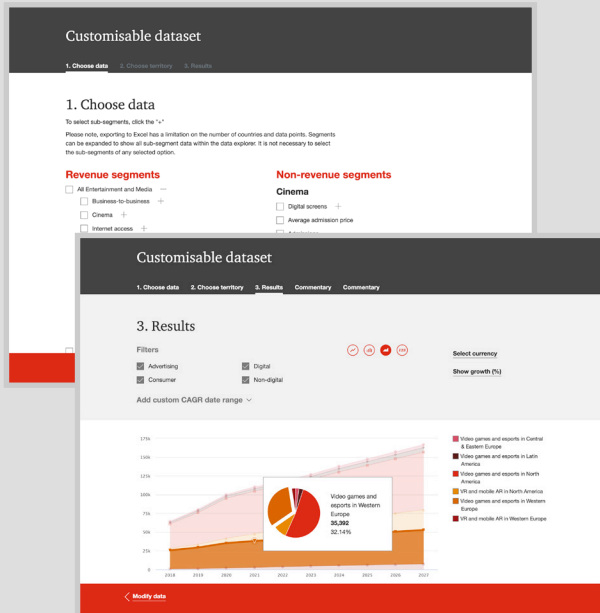 Customisable dataset
1. Choose data 2. Choose territory 3. Results
1. Choose data
To select sub-segments, click the "+"
Please note, exporting to Excel has a limitation on the number of countries and data points. Segments
can be expanded to show all sub-segment data within the data explorer. It is not necessary to select
the sub-segments of any selected option.
Revenue segments
All Entertainment and Media —
Business-to-business +
Cinema +
Internet access +
Non-revenue segments
Cinema
Digital screens +
Average admission price
Customisable dataset
1. Choose data 2. Choose territory 3. Results Commentary Commentary
3. Results
Filters
Advertising Digital
Consumer Non-digital
Add custom CAGR date range
Select currency
Show growth (%)
175k
150k
125k
100k
75k
50k
25k
0
2018 2019 2020 2021 2022 2023 2024 2025 2026 2027
Video games and
esports in Western
Europe
35,392
32.14%
Video games and esports in Central
& Eastern Europe
Video games and esports in Latin
America
Video games and esports in North
America
VR and mobile AR in North America
Video games and esports in Western
Europe
VR and mobile AR in Western Europe
Modify data